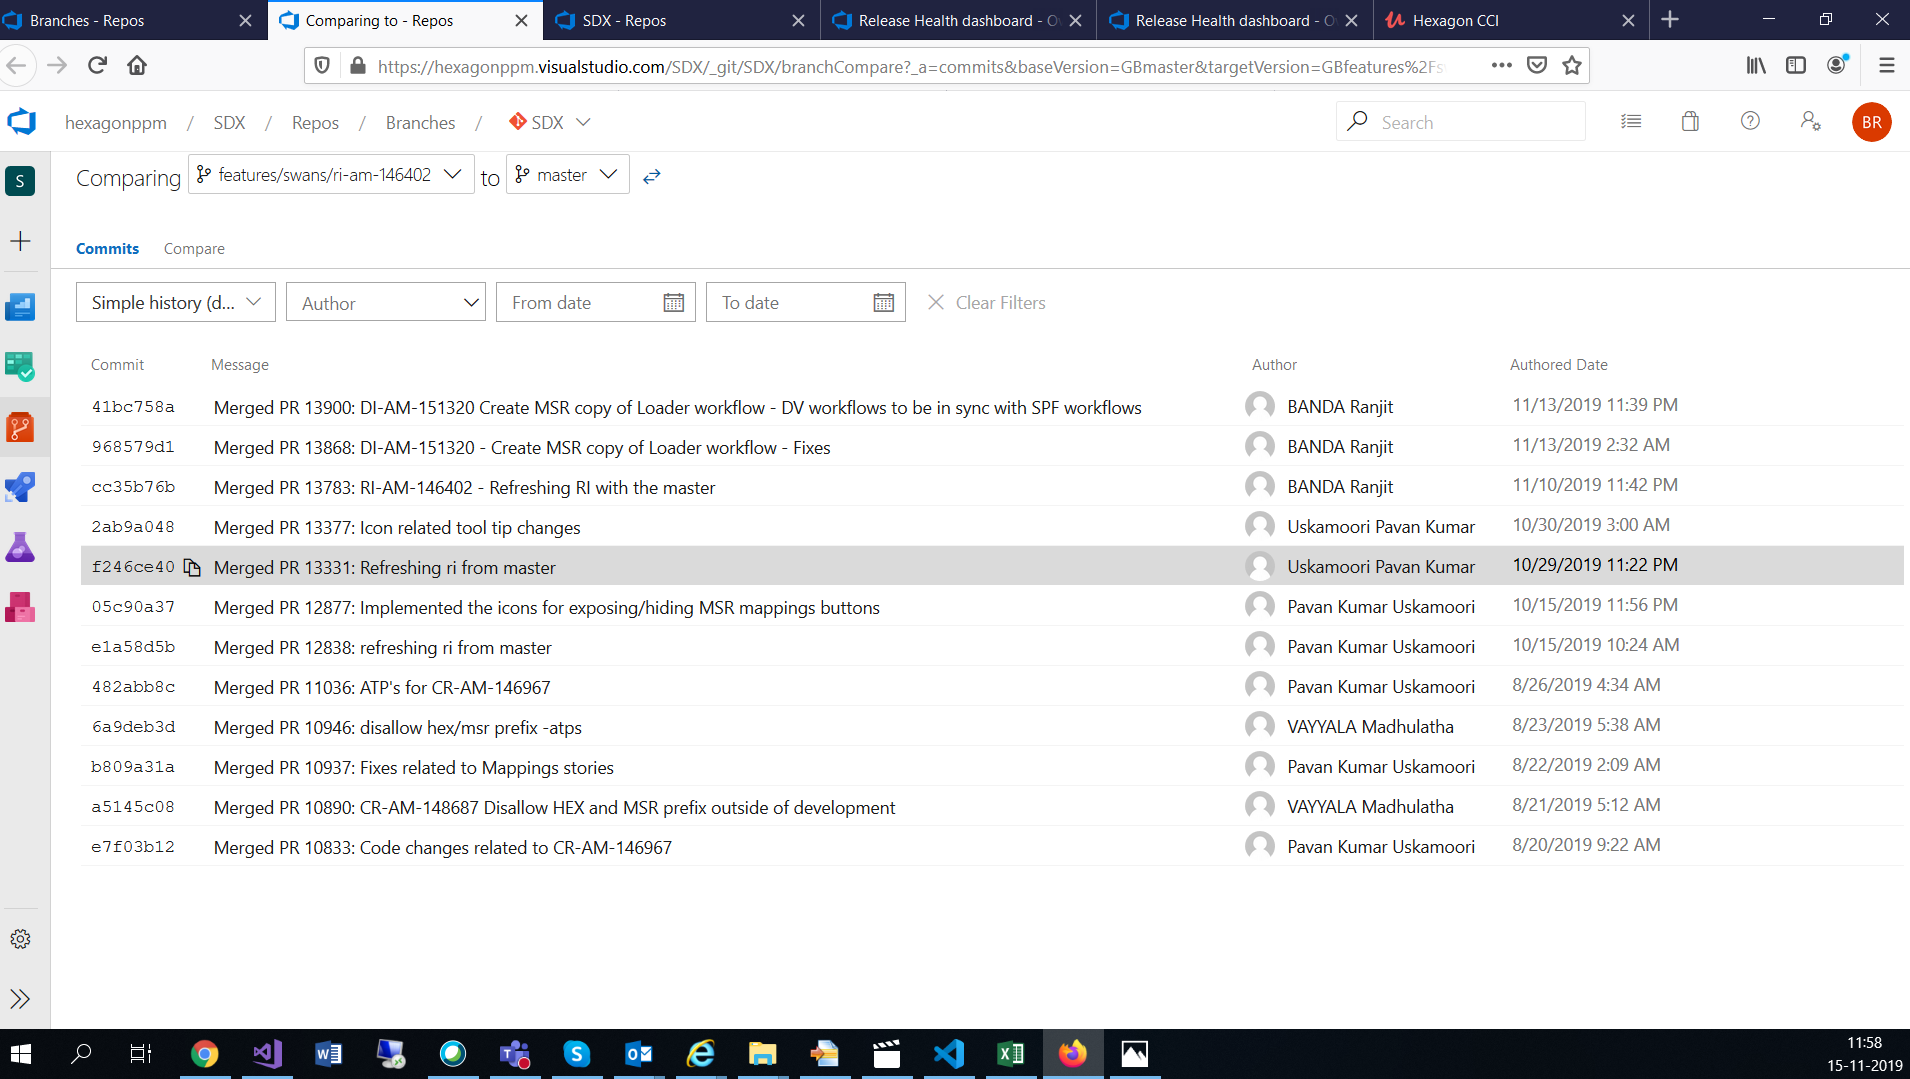 Branches - Repos
Comparing to - Repos
SDX - Repos
Release Health dashboard - O
Release Health dashboard - O
Hexagon CCI
https://hexagonppm.visualstudio.com/SDX/_git/SDX/branchCompare?_a=commits&baseVersion=GBmaster&targetVersion=GBfeatures%2Fs
hexagonppm / SDX / Repos / Branches / SDX
Search
BR
S
Comparing features/swans/ri-am-146402 to master
Commits Compare
Simple history (d... Author From date To date Clear Filters
Commit Message Author Authored Date
41bc758a Merged PR 13900: DI-AM-151320 Create MSR copy of Loader workflow - DV workflows to be in sync with SPF workflows BANDA Ranjit 11/13/2019 11:39 PM
968579d1 Merged PR 13868: DI-AM-151320 - Create MSR copy of Loader workflow - Fixes BANDA Ranjit 11/13/2019 2:32 AM
cc35b76b Merged PR 13783: RI-AM-146402 - Refreshing RI with the master BANDA Ranjit 11/10/2019 11:42 PM
2ab9a048 Merged PR 13377: Icon related tool tip changes Uskamoori Pavan Kumar 10/30/2019 3:00 AM
f246ce40 Merged PR 13331: Refreshing ri from master Uskamoori Pavan Kumar 10/29/2019 11:22 PM
05c90a37 Merged PR 12877: Implemented the icons for exposing/hiding MSR mappings buttons Pavan Kumar Uskamoori 10/15/2019 11:56 PM
e1a58d5b Merged PR 12838: refreshing ri from master Pavan Kumar Uskamoori 10/15/2019 10:24 AM
482abb8c Merged PR 11036: ATP's for CR-AM-146967 Pavan Kumar Uskamoori 8/26/2019 4:34 AM
6a9deb3d Merged PR 10946: disallow hex/msr prefix -atps VAYYALA Madhulatha 8/23/2019 5:38 AM
b809a31a Merged PR 10937: Fixes related to Mappings stories Pavan Kumar Uskamoori 8/22/2019 2:09 AM
a5145c08 Merged PR 10890: CR-AM-148687 Disallow HEX and MSR prefix outside of development VAYYALA Madhulatha 8/21/2019 5:12 AM
e7f03b12 Merged PR 10833: Code changes related to CR-AM-146967 Pavan Kumar Uskamoori 8/20/2019 9:22 AM
11:58
15-11-2019